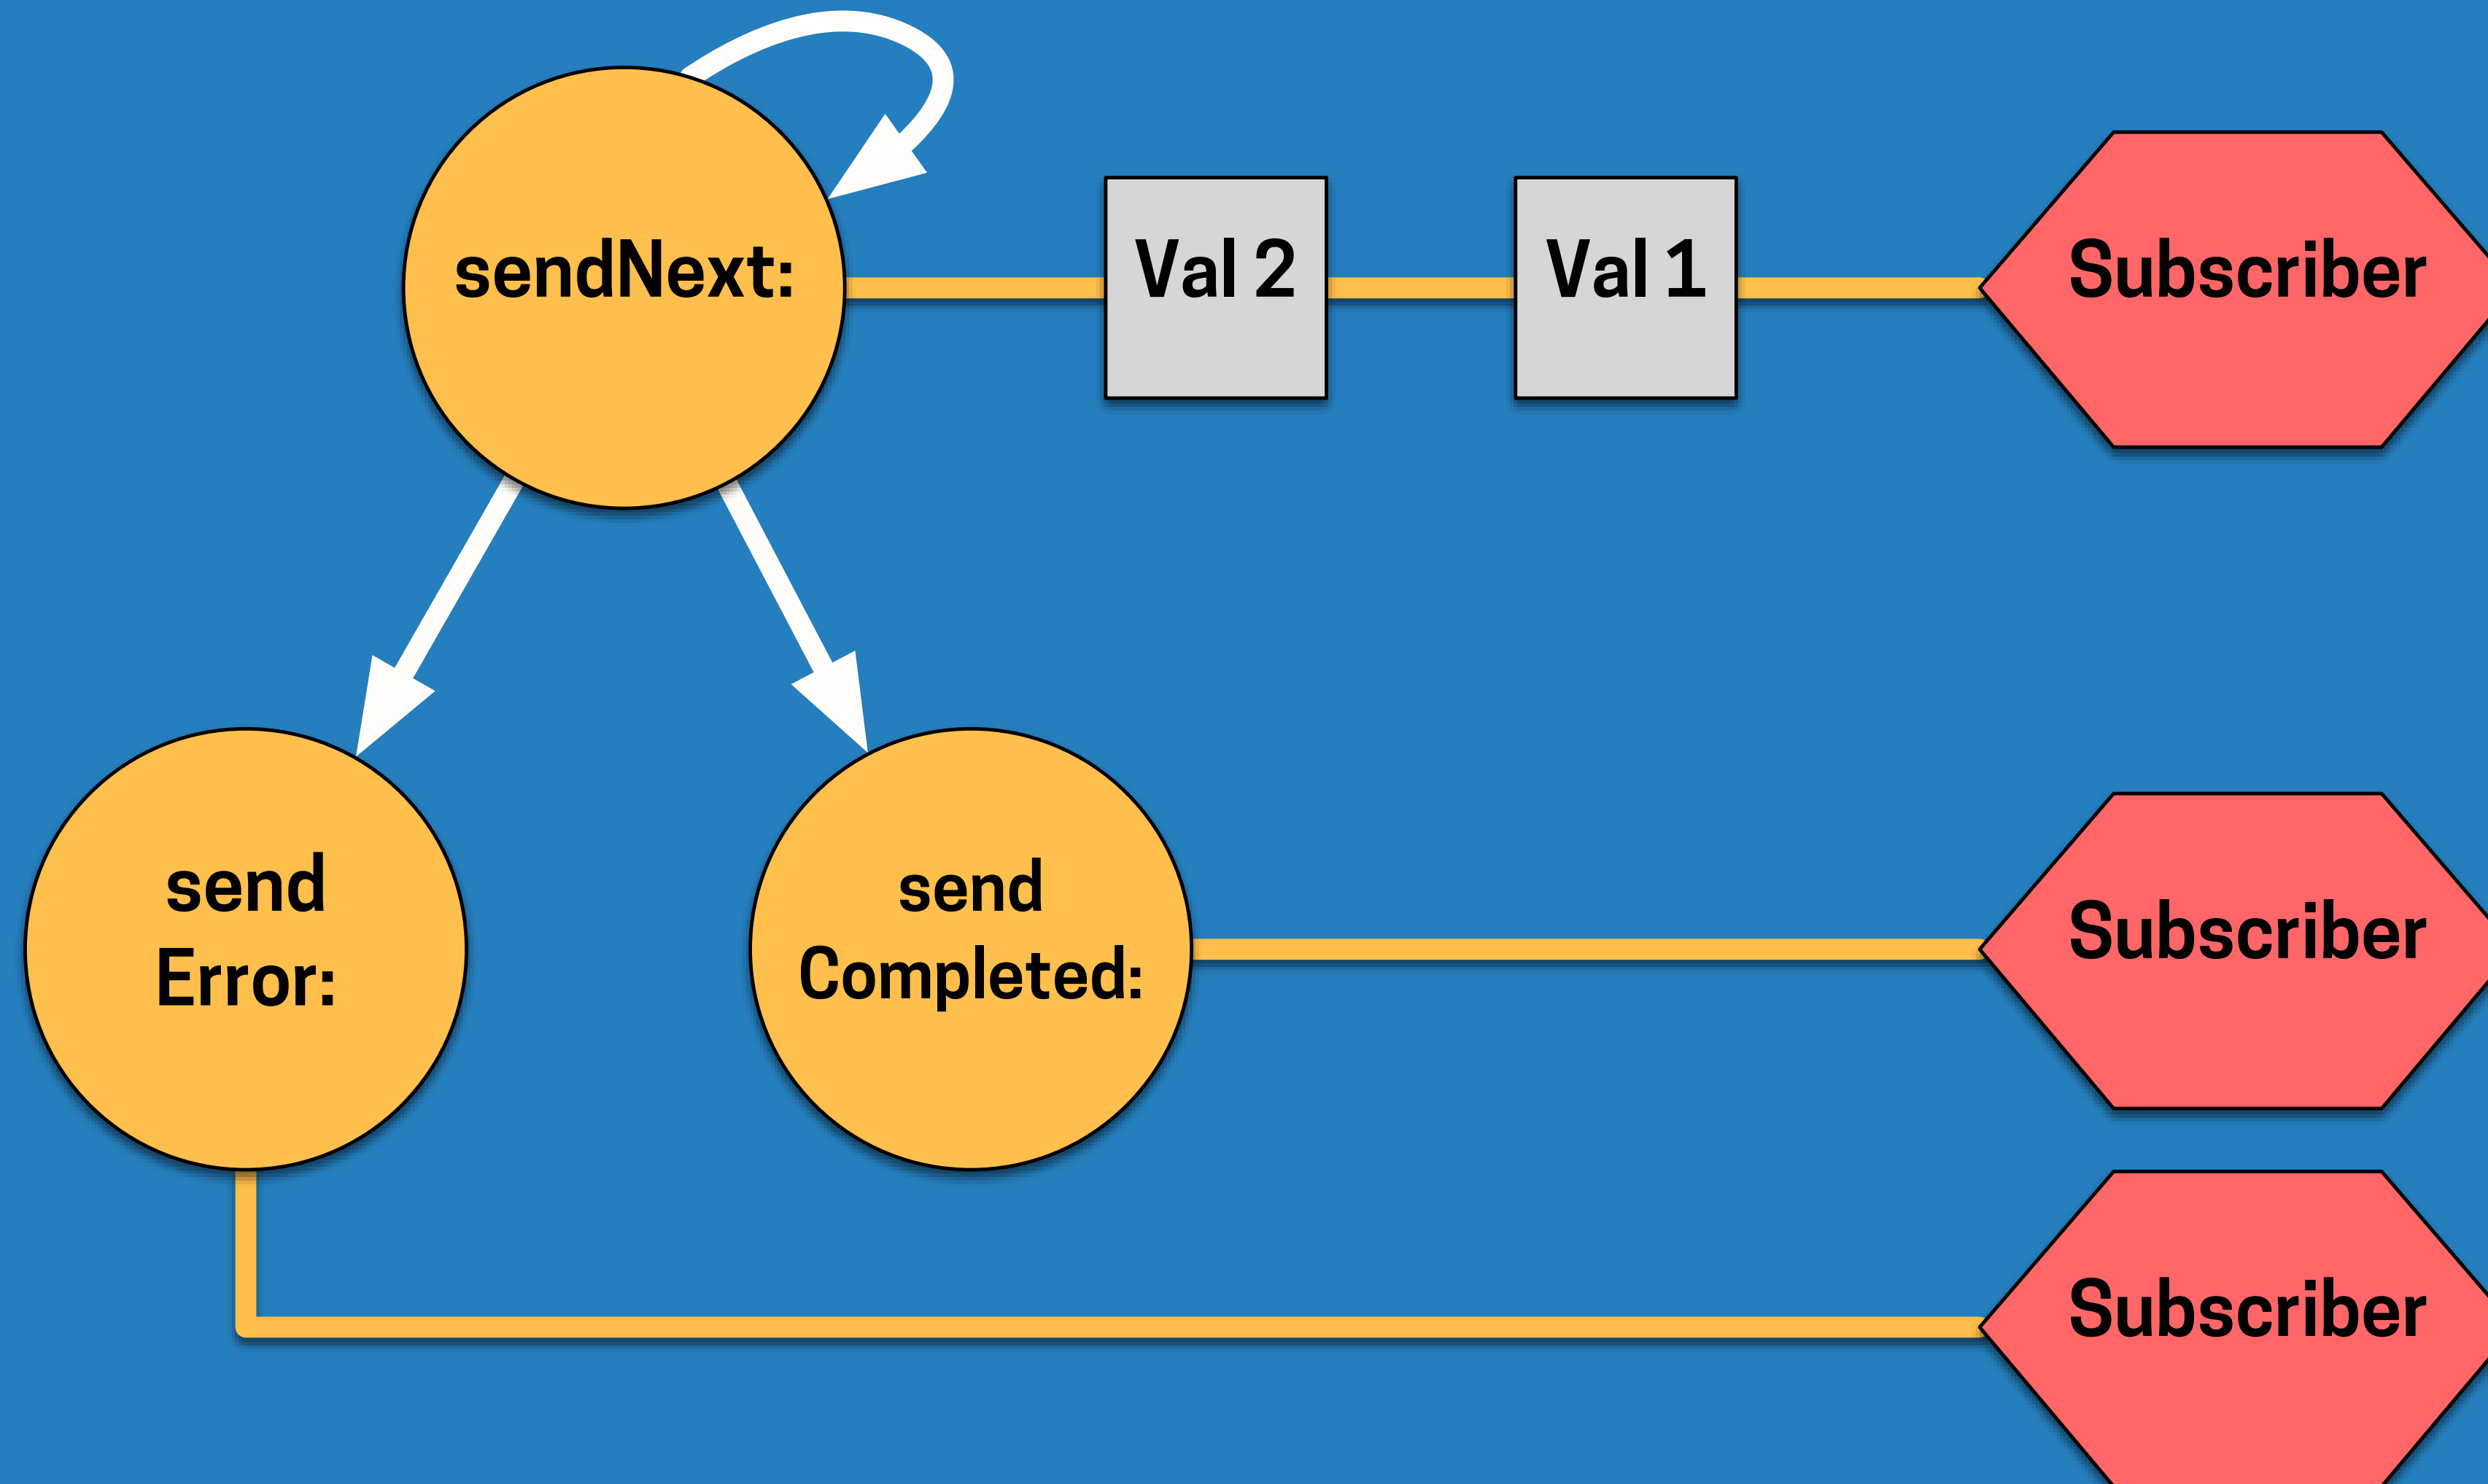 sendNext:
Val 2
Val 1
Subscriber
send
Error:
send
Completed:
Subscriber
Subscriber